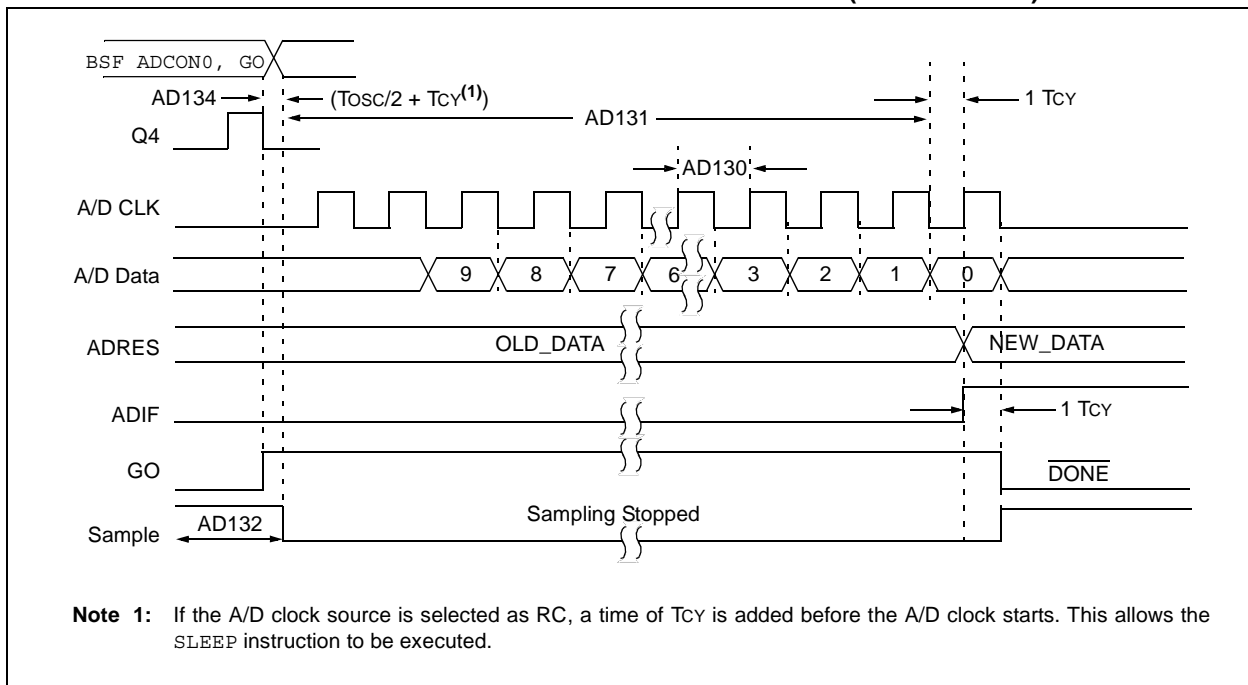 BSF ADCON0, GO
AD134 (TOSC/2 + TCY(1)) 1 TCY
AD131
Q4
AD130
A/D CLK
A/D Data 9 8 7 6 3 2 1 0
ADRES OLD_DATA NEW_DATA
ADIF 1 TCY
GO DONE
Sample AD132 Sampling Stopped
Note 1: If the A/D clock source is selected as RC, a time of TCY is added before the A/D clock starts. This allows the
SLEEP instruction to be executed.